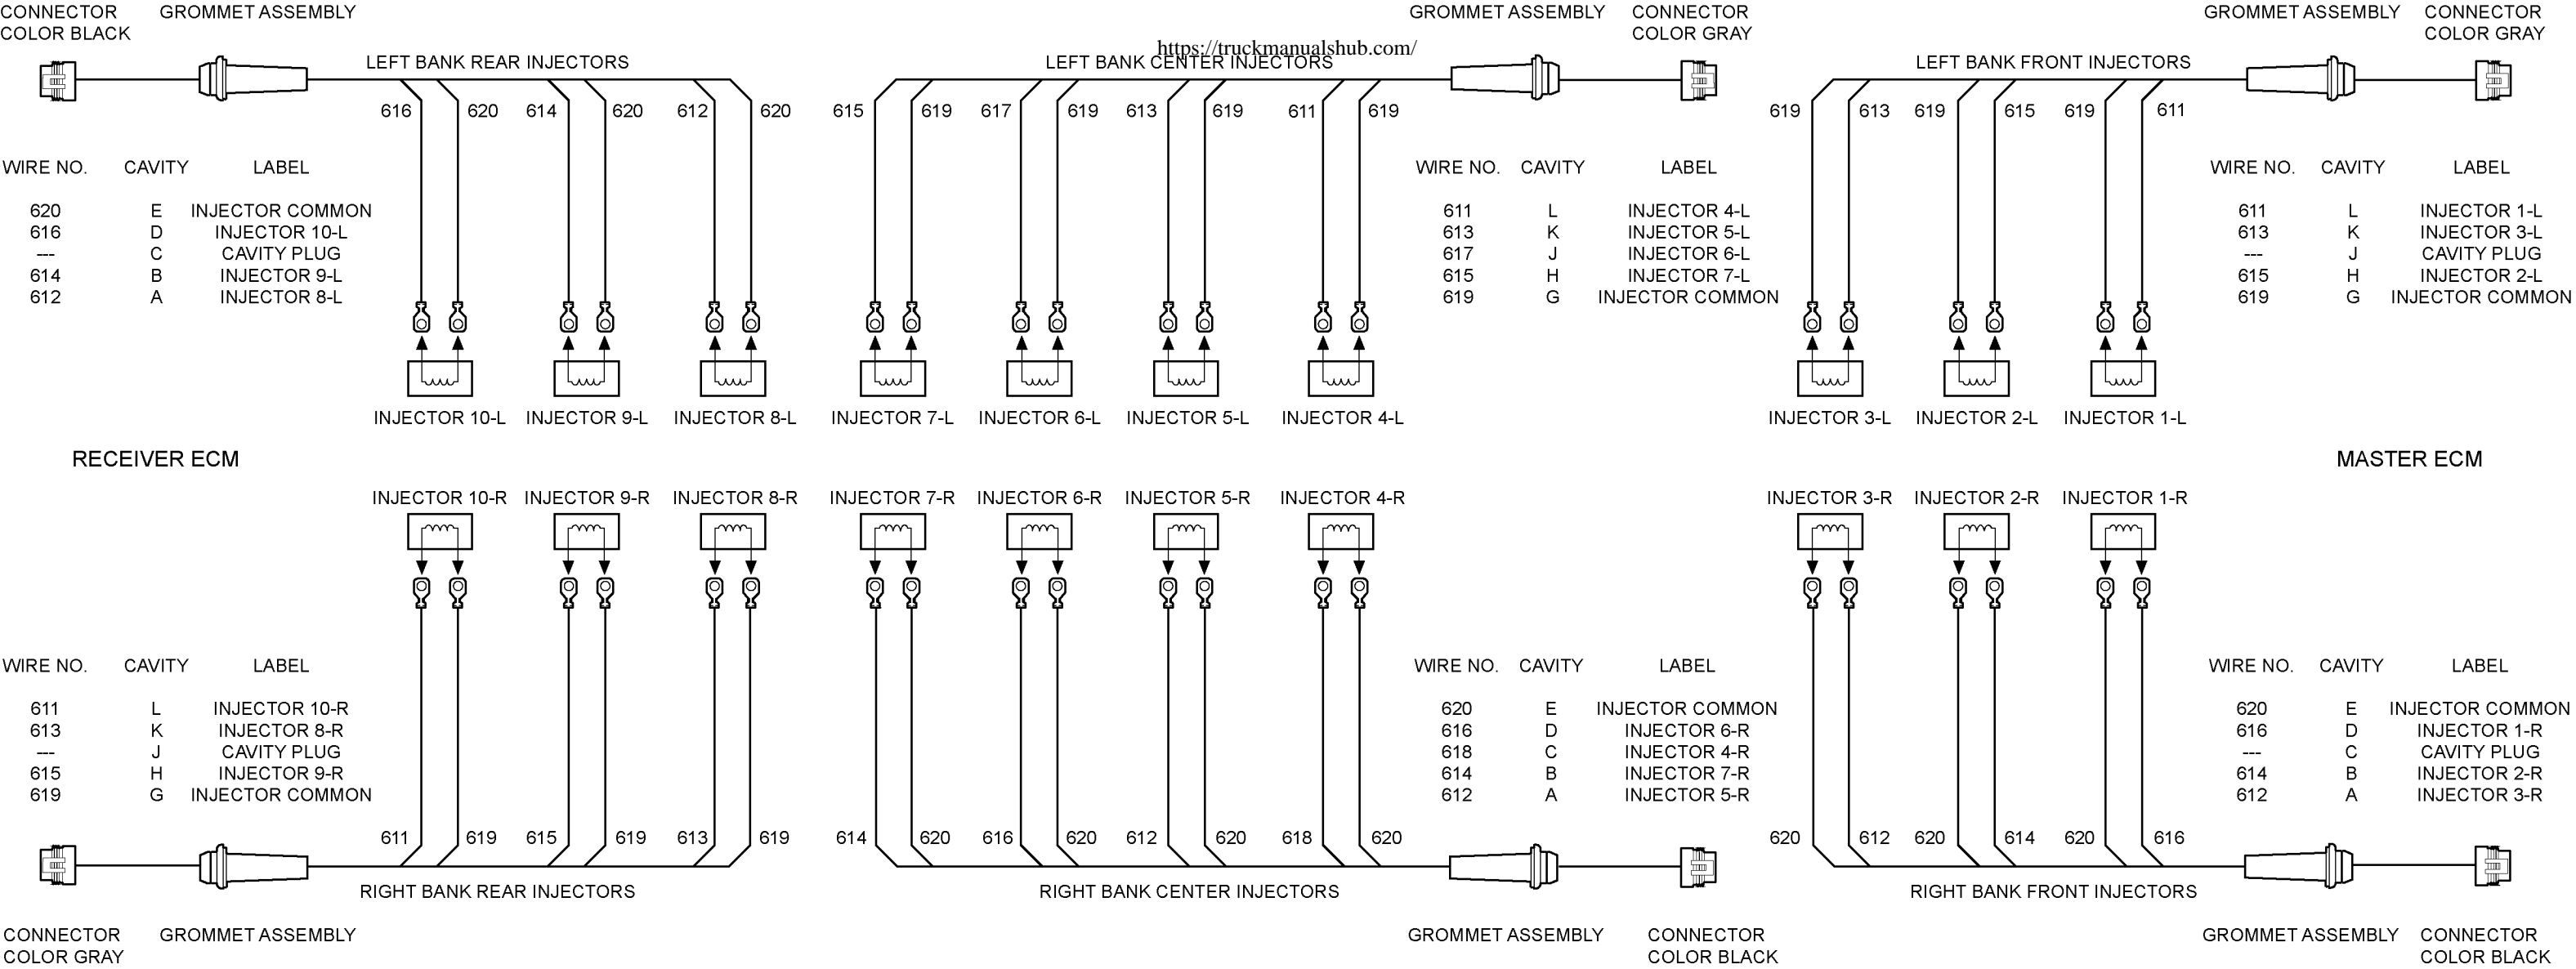 CONNECTOR
COLOR BLACK
GROMMET ASSEMBLY
LEFT BANK REAR INJECTORS
616 620 614 620 612 620
WIRE NO. CAVITY LABEL
620 E INJECTOR COMMON
616 D INJECTOR 10-L
--- C CAVITY PLUG
614 B INJECTOR 9-L
612 A INJECTOR 8-L
INJECTOR 10-L INJECTOR 9-L INJECTOR 8-L
https://truckmanualshub.com/
LEFT BANK CENTER INJECTORS
GROMMET ASSEMBLY
CONNECTOR
COLOR GRAY
615 619 617 619 613 619 611 619
WIRE NO. CAVITY LABEL
611 L INJECTOR 4-L
613 K INJECTOR 5-L
617 J INJECTOR 6-L
615 H INJECTOR 7-L
619 G INJECTOR COMMON
INJECTOR 7-L INJECTOR 6-L INJECTOR 5-L INJECTOR 4-L
LEFT BANK FRONT INJECTORS
GROMMET ASSEMBLY
CONNECTOR
COLOR GRAY
619 613 619 615 619 611
WIRE NO. CAVITY LABEL
611 L INJECTOR 1-L
613 K INJECTOR 3-L
--- J CAVITY PLUG
615 H INJECTOR 2-L
619 G INJECTOR COMMON
INJECTOR 3-L INJECTOR 2-L INJECTOR 1-L
RECEIVER ECM
MASTER ECM
INJECTOR 10-R INJECTOR 9-R INJECTOR 8-R
WIRE NO. CAVITY LABEL
611 L INJECTOR 10-R
613 K INJECTOR 8-R
--- J CAVITY PLUG
615 H INJECTOR 9-R
619 G INJECTOR COMMON
611 619 615 619 613 619
RIGHT BANK REAR INJECTORS
CONNECTOR
COLOR GRAY
GROMMET ASSEMBLY
INJECTOR 7-R INJECTOR 6-R INJECTOR 5-R INJECTOR 4-R
WIRE NO. CAVITY LABEL
620 E INJECTOR COMMON
616 D INJECTOR 6-R
618 C INJECTOR 4-R
614 B INJECTOR 7-R
612 A INJECTOR 5-R
614 620 616 620 612 620 618 620
RIGHT BANK CENTER INJECTORS
GROMMET ASSEMBLY
CONNECTOR
COLOR BLACK
INJECTOR 3-R INJECTOR 2-R INJECTOR 1-R
WIRE NO. CAVITY LABEL
620 E INJECTOR COMMON
616 D INJECTOR 1-R
--- C CAVITY PLUG
614 B INJECTOR 2-R
612 A INJECTOR 3-R
620 612 620 614 620 616
RIGHT BANK FRONT INJECTORS
GROMMET ASSEMBLY
CONNECTOR
COLOR BLACK